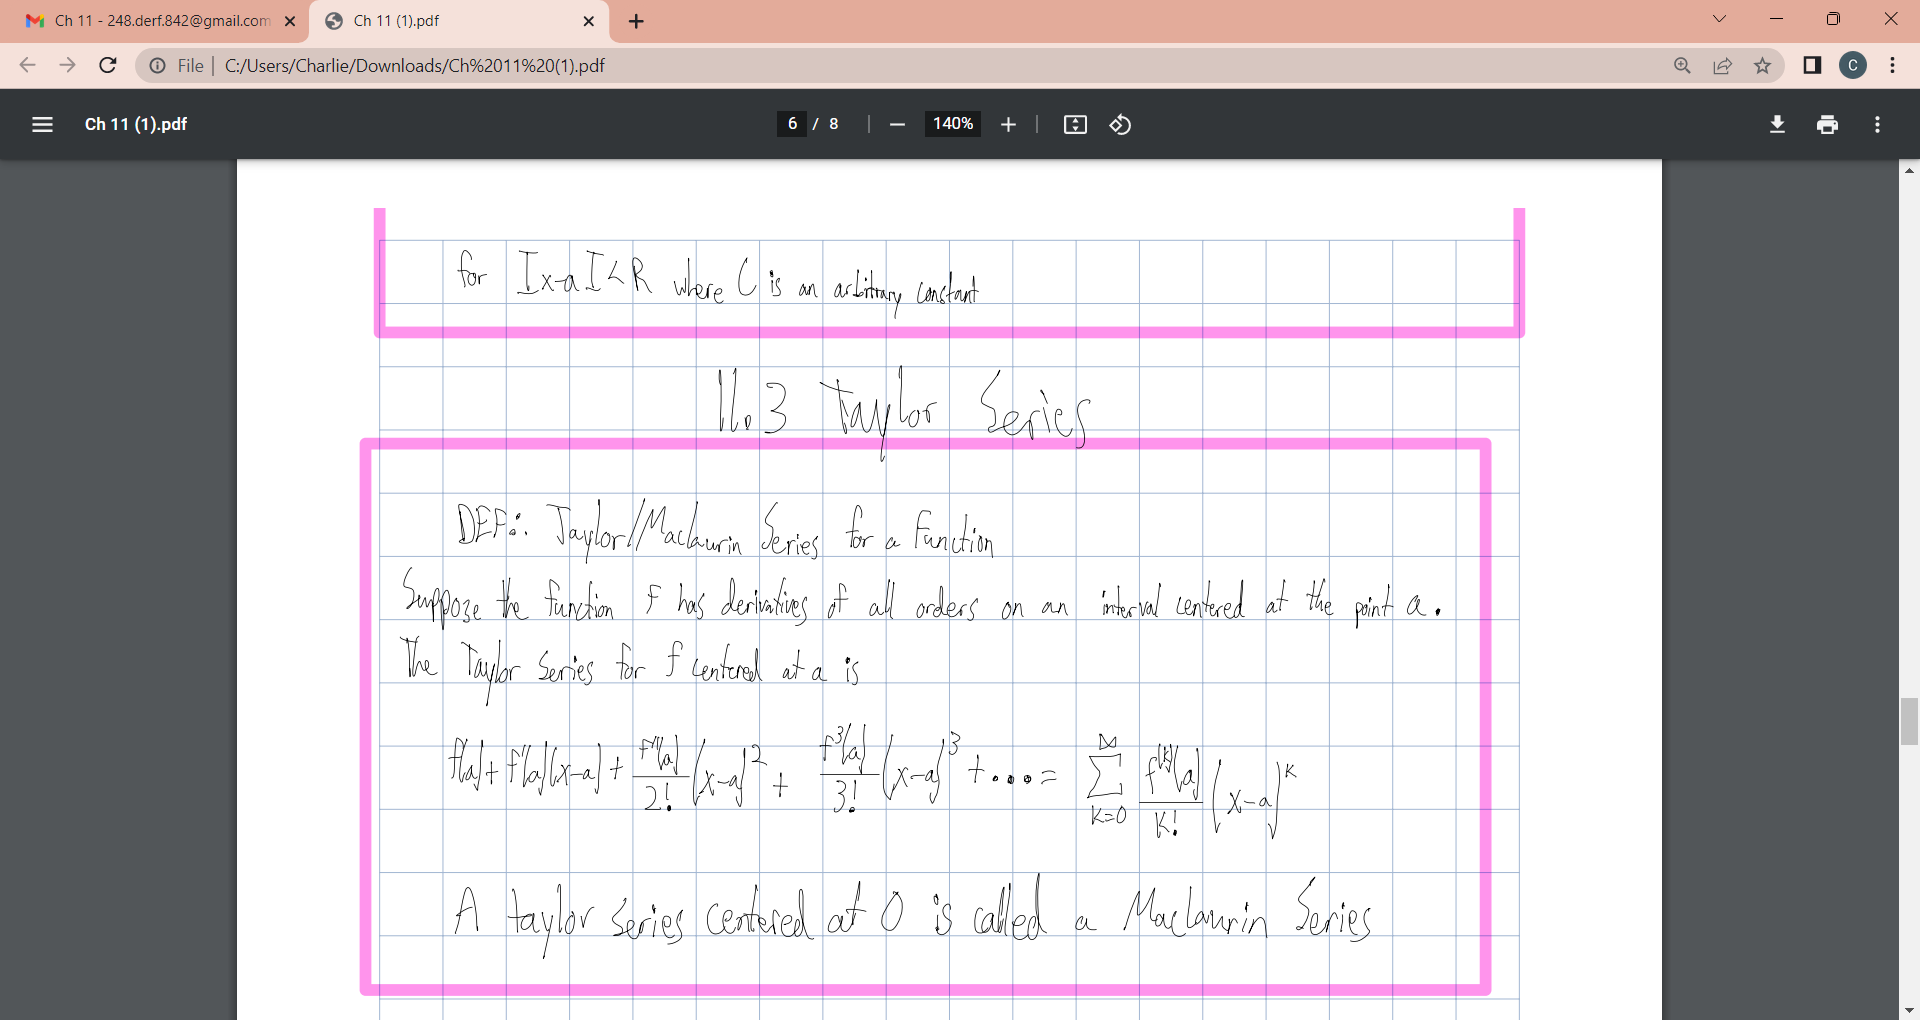 Ch 11 - 248.derf.842@gmail.com
Ch 11 (1).pdf
File | C:/Users/Charlie/Downloads/Ch%2011%20(1).pdf
C
Ch 11 (1).pdf
6 / 8
140%
for Ix-aI<R where C is an arbitrary constant
11.3 Taylor Series
DEF: Taylor/Maclaurin Series for a Function
Suppose the function f has derivatives of all orders on an interval centered at the point a.
The Taylor Series for f centered at a is
f(a) + f'(a)(x-a) + f''(a)/2! (x-a)^2 + f^3(a)/3! (x-a)^3 + .... = ∑_{k=0}^{∞} f^(k)(a)/k! (x-a)^k
A taylor series centered at 0 is called a Maclaurin Series